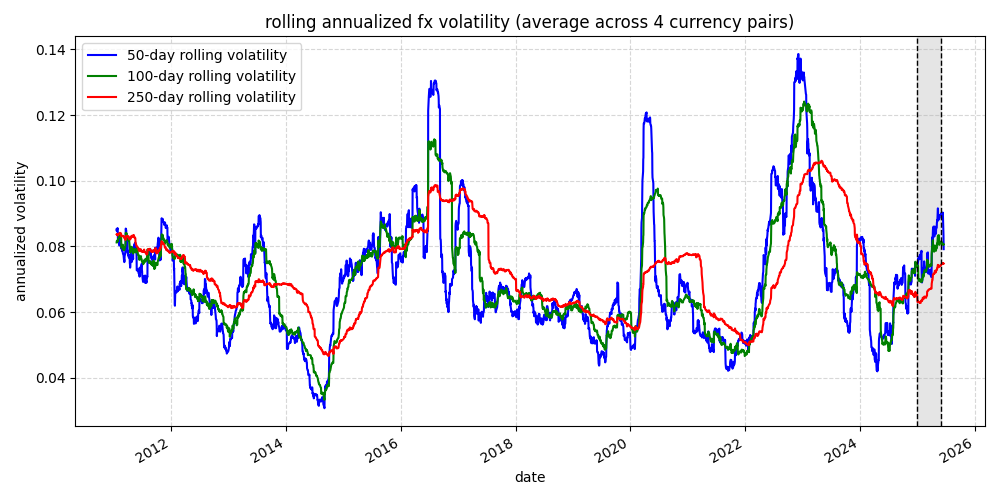 rolling annualized fx volatility (average across 4 currency pairs)
50-day rolling volatility
100-day rolling volatility
250-day rolling volatility
annualized volatility
0.14
0.12
0.10
0.08
0.06
0.04
2012
2014
2016
2018
2020
2022
2024
2026
date